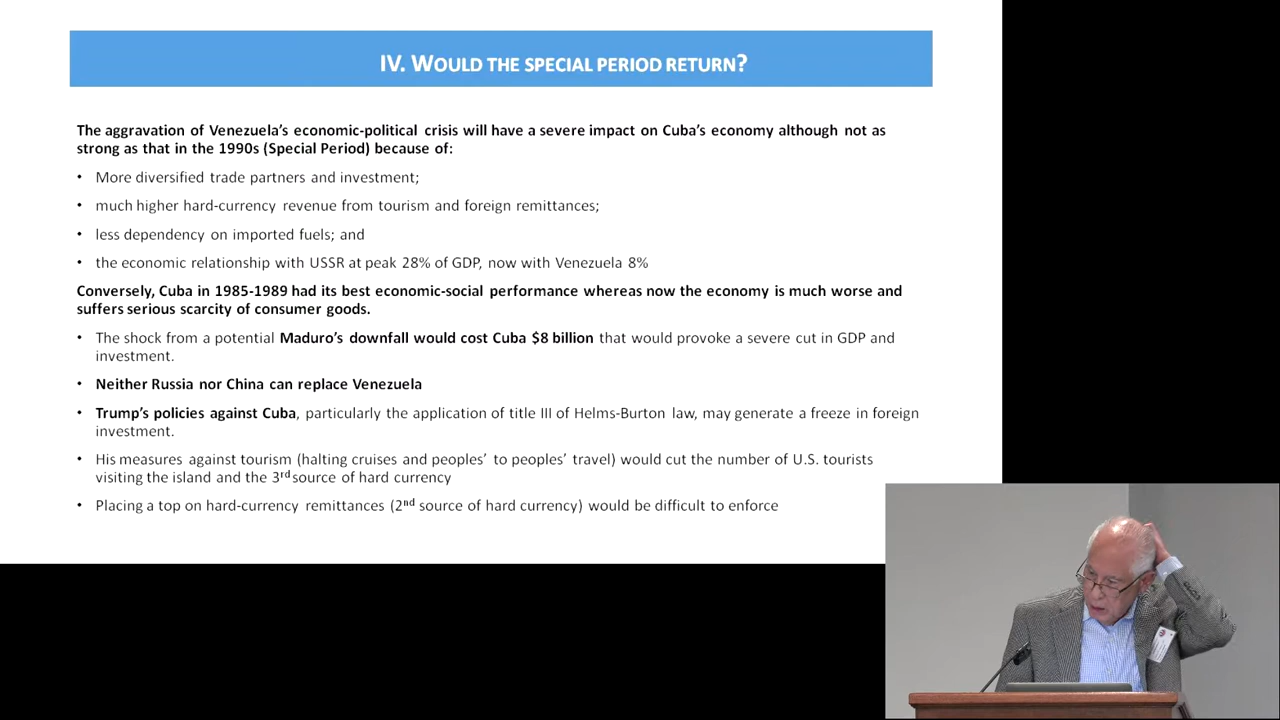 IV. WOULD THE SPECIAL PERIOD RETURN?
The aggravation of Venezuela's economic-political crisis will have a severe impact on Cuba's economy although not as
strong as that in the 1990s (Special Period) because of:
• More diversified trade partners and investment;
• much higher hard-currency revenue from tourism and foreign remittances;
• less dependency on imported fuels; and
• the economic relationship with USSR at peak 28% of GDP, now with Venezuela 8%
Conversely, Cuba in 1985-1989 had its best economic-social performance whereas now the economy is much worse and
suffers serious scarcity of consumer goods.
• The shock from a potential Maduro's downfall would cost Cuba $8 billion that would provoke a severe cut in GDP and
investment.
• Neither Russia nor China can replace Venezuela
• Trump's policies against Cuba, particularly the application of title III of Helms-Burton law, may generate a freeze in foreign
investment.
• His measures against tourism (halting cruises and peoples' to peoples' travel) would cut the number of U.S. tourists
visiting the island and the 3rd source of hard currency
• Placing a top on hard-currency remittances (2nd source of hard currency) would be difficult to enforce